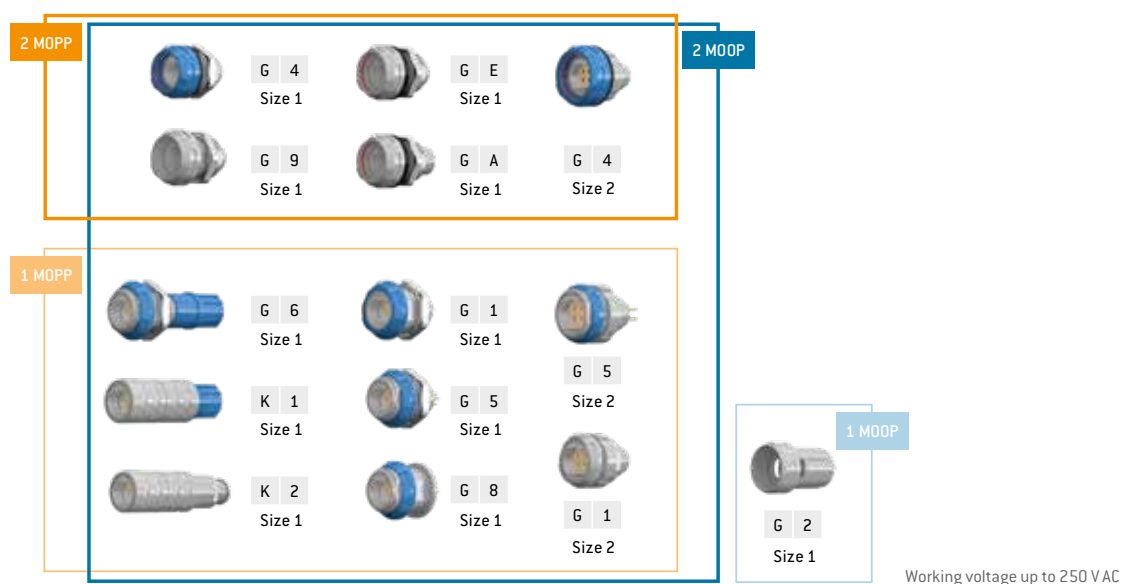 2 MOPP
2 MOOP
G 4
Size 1
G E
Size 1
G 9
Size 1
G A
Size 1
G 4
Size 2
1 MOPP
G 6
Size 1
G 1
Size 1
G 5
Size 2
K 1
Size 1
G 5
Size 1
K 2
Size 1
G 8
Size 1
G 1
Size 2
1 MOOP
G 2
Size 1
Working voltage up to 250 V AC